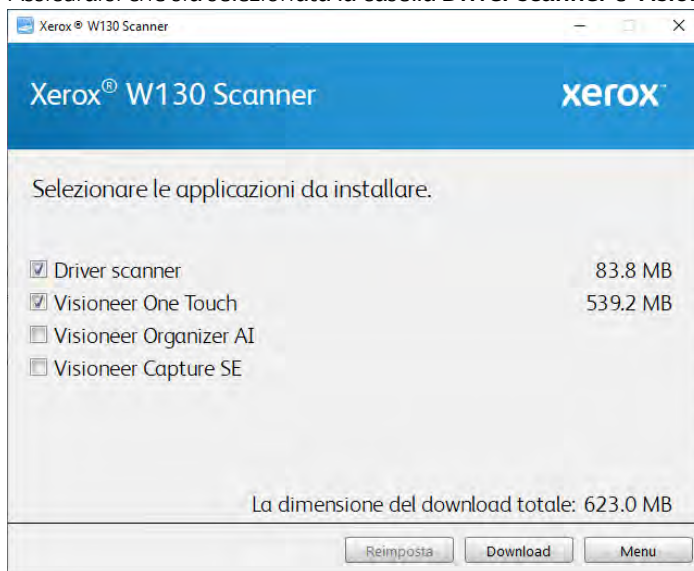 Xerox ® W130 Scanner
Xerox® W130 Scanner
xerox™
Selezionare le applicazioni da installare.
Driver scanner 83.8 MB
Visioneer One Touch 539.2 MB
Visioneer Organizer AI
Visioneer Capture SE
La dimensione del download totale: 623.0 MB
Reimposta Download Menu